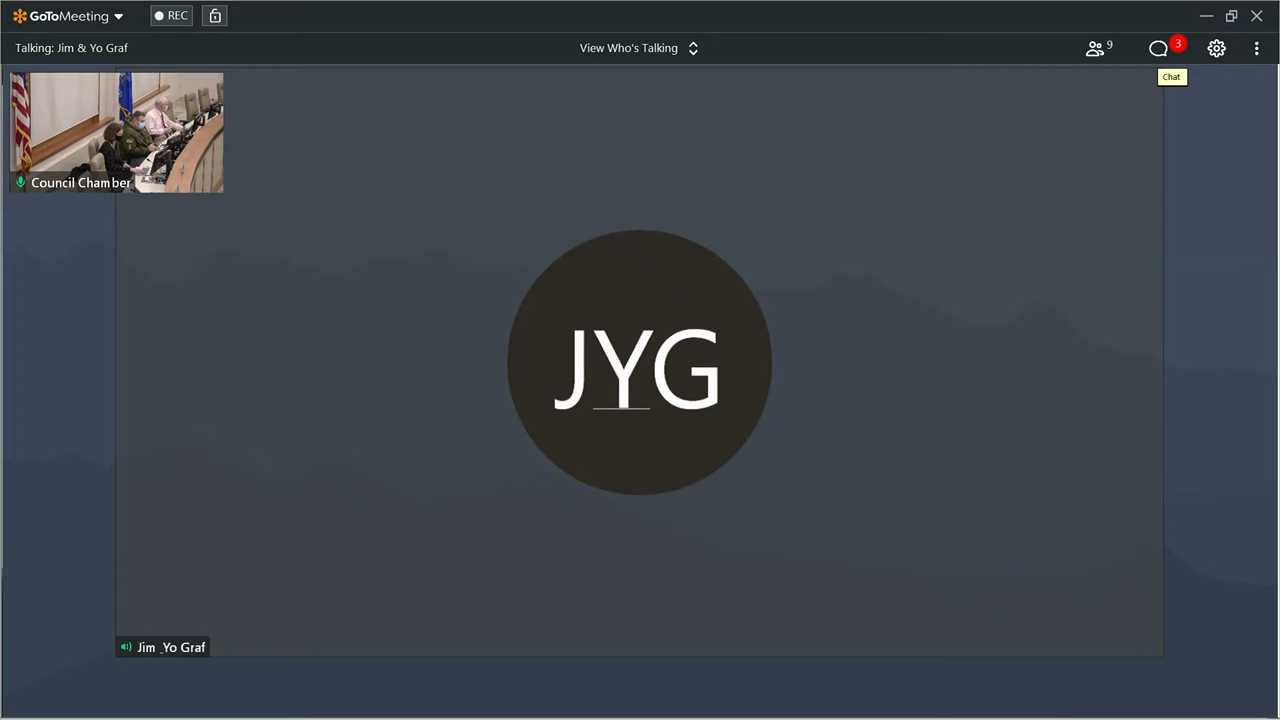 GoToMeeting
REC
Talking: Jim & Yo Graf
View Who's Talking
9
3
Chat
Council Chamber
JYG
Jim _Yo Graf